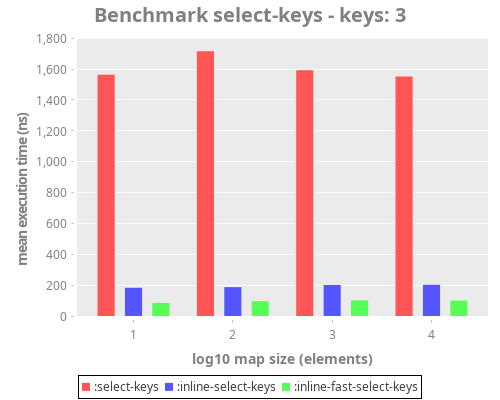 Benchmark select-keys - keys: 3
mean execution time (ns)
1,800
1,600
1,400
1,200
1,000
800
600
400
200
0
1 2 3 4
log10 map size (elements)
:select-keys :inline-select-keys :inline-fast-select-keys